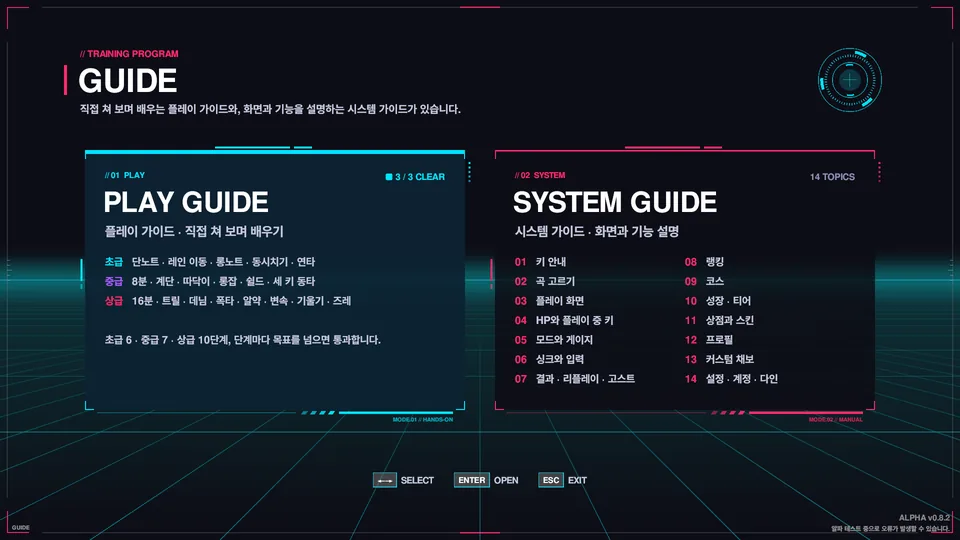 // TRAINING PROGRAM
GUIDE
직접 쳐 보며 배우는 플레이 가이드와, 화면과 기능을 설명하는 시스템 가이드가 있습니다.
// 01 PLAY
3 / 3 CLEAR
PLAY GUIDE
플레이 가이드 · 직접 쳐 보며 배우기
초급 단노트 · 레인 이동 · 롱노트 · 동시치기 · 연타
중급 8분 · 계단 · 따닥이 · 롱잡 · 쉴드 · 세 키 동타
상급 16분 · 트릴 · 데님 · 폭타 · 알약 · 변속 · 기울기 · 즈레
초급 6 · 중급 7 · 상급 10단계, 단계마다 목표를 넘으면 통과합니다.
MODE.01 // HANDS-ON
// 02 SYSTEM
14 TOPICS
SYSTEM GUIDE
시스템 가이드 · 화면과 기능 설명
01 키 안내
02 곡 고르기
03 플레이 화면
04 HP와 플레이 중 키
05 모드와 게이지
06 싱크와 입력
07 결과 · 리플레이 · 고스트
08 랭킹
09 코스
10 성장 · 티어
11 상점과 스킨
12 프로필
13 커스텀 채보
14 설정 · 계정 · 다인
MODE.02 // MANUAL
SELECT
ENTER OPEN
ESC EXIT
GUIDE
ALPHA v0.8.2
알파 테스트 중으로 오류가 발생할 수 있습니다.